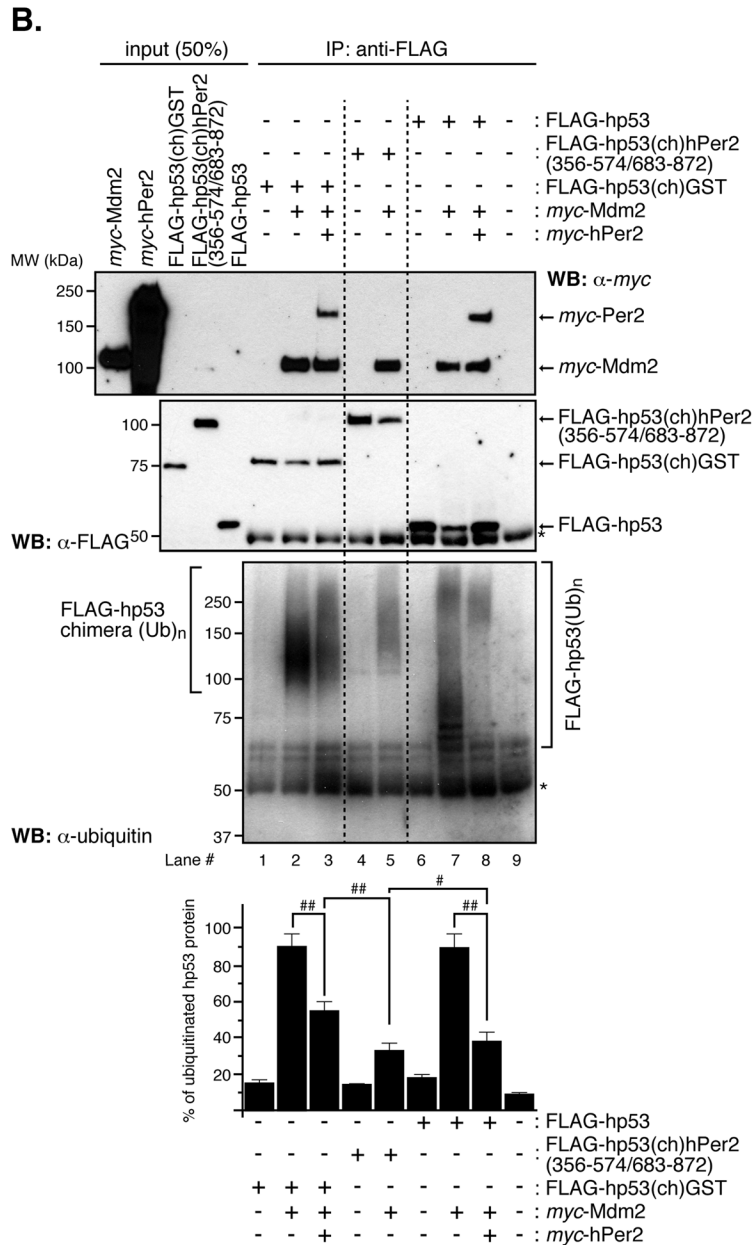 B.
input (50%) IP: anti-FLAG
myc-Mdm2
myc-hPer2
FLAG-hp53(ch)GST
FLAG-hp53(ch)hPer2
(356-574/683-872)
FLAG-hp53
- - - - - + + + - : FLAG-hp53
- - - + + - - - - : FLAG-hp53(ch)hPer2
(356-574/683-872)
+ + + - - - - - - : FLAG-hp53(ch)GST
- + + - + - + + - : myc-Mdm2
- - + - - - - + - : myc-hPer2
MW (kDa)
WB: α-myc
250
150
100
← myc-Per2
← myc-Mdm2
100
75
50
← FLAG-hp53(ch)hPer2
(356-574/683-872)
← FLAG-hp53(ch)GST
← FLAG-hp53
*
WB: α-FLAG
FLAG-hp53
chimera (Ub)n
250
150
100
75
50
37
FLAG-hp53(Ub)n
*
WB: α-ubiquitin
Lane # 1 2 3 4 5 6 7 8 9
## ## # ##
% of ubiquitinated hp53 protein
100
80
60
40
20
- - - - - + + + - : FLAG-hp53
- - - + + - - - - : FLAG-hp53(ch)hPer2
(356-574/683-872)
+ + + - - - - - - : FLAG-hp53(ch)GST
- + + - + - + + - : myc-Mdm2
- - + - - - - + - : myc-hPer2